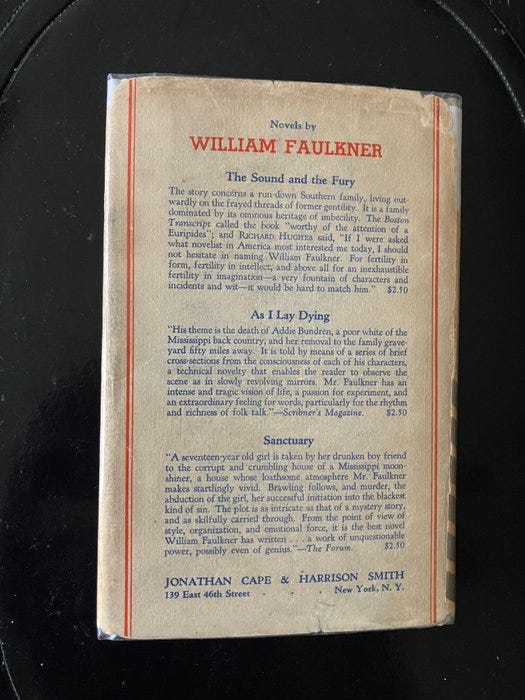 Novels by
WILLIAM FAULKNER
The Sound and the Fury
The story concerns a run-down Southern family, living out-
wardly on the frayed threads of former gentility. It is a family
dominated by its ominous heritage of imbecility. The Boston
Transcript called the book "worthy of the attention of a
Euripides"; and RICHARD HUGHES said, "If I were asked
what novelist in America most interested me today, I should
not hesitate in naming William Faulkner. For fertility in
form, fertility in intellect, and above all for an inexhaustible
fertility in imagination—a very fountain of characters and
incidents and wit—it would be hard to match him." $2.50
As I Lay Dying
"His theme is the death of Addie Bundren, a poor white of the
Mississippi back country, and her removal to the family grave-
yard fifty miles away. It is told by means of a series of brief
cross-sections from the consciousness of each of his characters,
a technical novelty that enables the reader to observe the
scene as in slowly revolving mirrors. Mr. Faulkner has an
intense and tragic vision of life, a passion for experiment, and
an extraordinary feeling for words, particularly for the rhythm
and richness of folk talk."—Scribner's Magazine. $2.50
Sanctuary
"A seventeen-year old girl is taken by her drunken boy friend
to the corrupt and crumbling house of a Mississippi moon-
shiner, a house whose loathsome atmosphere Mr. Faulkner
makes startlingly vivid. Brawling follows, and murder, the
abduction of the girl, her successful initiation into the blackest
kind of sin. The plot is as intricate as that of a mystery story,
and as skilfully carried through. From the point of view of
style, organization, and emotional force, it is the best novel
William Faulkner has written . . . a work of unquestionable
power, possibly even of genius."—The Forum. $2.50
JONATHAN CAPE & HARRISON SMITH
139 East 46th Street · · · New York, N. Y.